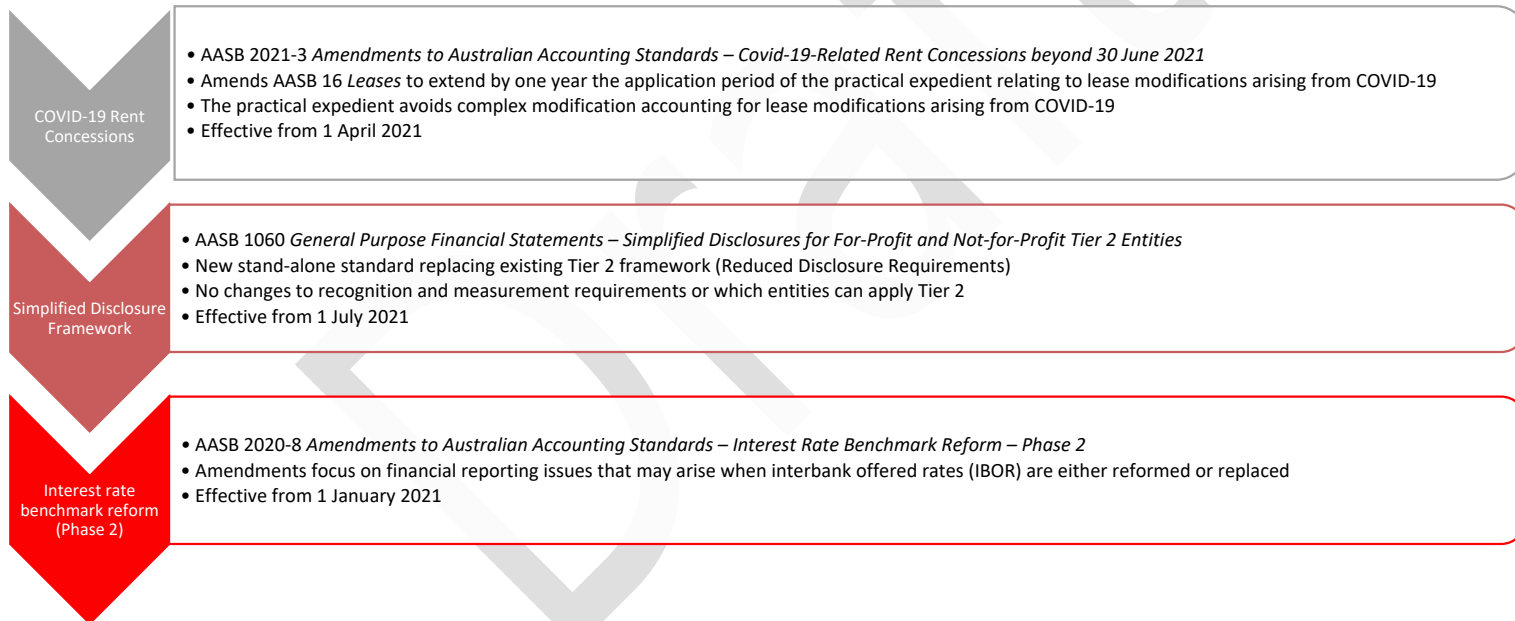 COVID-19 Rent
Concessions
• AASB 2021-3 Amendments to Australian Accounting Standards – Covid-19-Related Rent Concessions beyond 30 June 2021
• Amends AASB 16 Leases to extend by one year the application period of the practical expedient relating to lease modifications arising from COVID-19
• The practical expedient avoids complex modification accounting for lease modifications arising from COVID-19
• Effective from 1 April 2021
Simplified Disclosure
Framework
• AASB 1060 General Purpose Financial Statements – Simplified Disclosures for For-Profit and Not-for-Profit Tier 2 Entities
• New stand-alone standard replacing existing Tier 2 framework (Reduced Disclosure Requirements)
• No changes to recognition and measurement requirements or which entities can apply Tier 2
• Effective from 1 July 2021
Interest rate
benchmark reform
(Phase 2)
• AASB 2020-8 Amendments to Australian Accounting Standards – Interest Rate Benchmark Reform – Phase 2
• Amendments focus on financial reporting issues that may arise when interbank offered rates (IBOR) are either reformed or replaced
• Effective from 1 January 2021